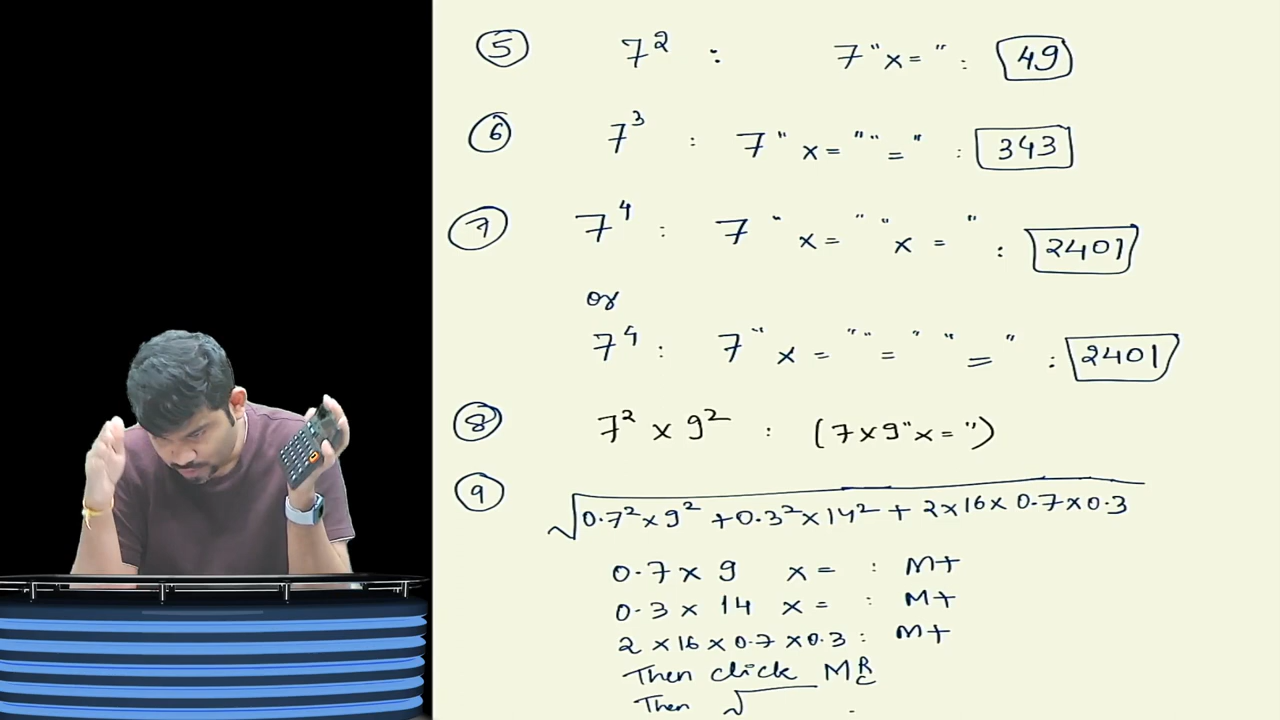 ⑤ 7² : 7 "x=" : 49
⑥ 7³ : 7 "x=" "=" : 343
⑦ 7⁴ : 7 "x=" "x=" : 2401
or
7⁴ : 7 "x=" "=" "=" : 2401
⑧ 7² x 9² : (7x9 "x=")
⑨ √0.7² x 9² + 0.3² x 14² + 2 x 16 x 0.7 x 0.3
0.7 x 9 x = : M+
0.3 x 14 x = : M+
2 x 16 x 0.7 x 0.3 : M+
Then click MRC
Then √